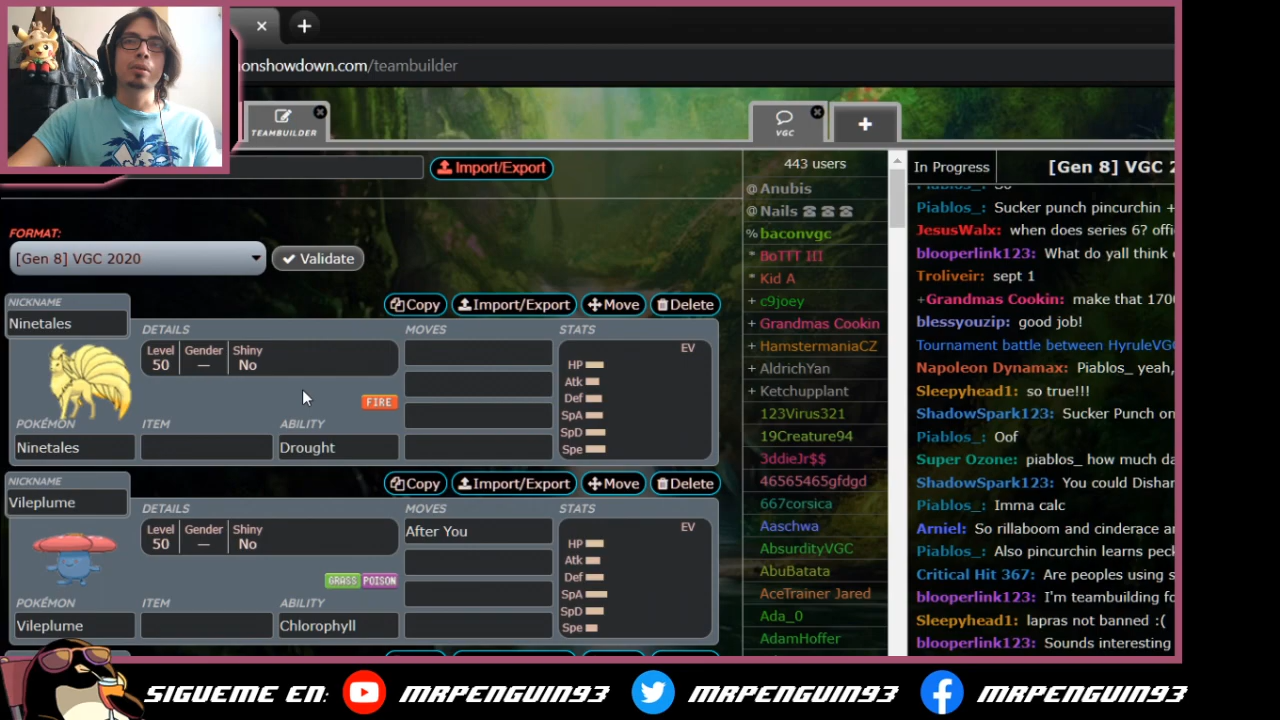 onshowdown.com/teambuilder
TEAMBUILDER
VGC
Import/Export
FORMAT:
[Gen 8] VGC 2020
Validate
NICKNAME
Ninetales
Copy
Import/Export
Move
Delete
DETAILS
MOVES
STATS
Level Gender Shiny
50 — No
EV
HP
Atk
Def
SpA
SpD
Spe
FIRE
POKÉMON
ITEM
ABILITY
Ninetales
Drought
NICKNAME
Vileplume
Copy
Import/Export
Move
Delete
DETAILS
MOVES
STATS
Level Gender Shiny
50 — No
After You
EV
HP
Atk
Def
SpA
SpD
Spe
GRASS POISON
POKÉMON
ITEM
ABILITY
Vileplume
Chlorophyll
443 users
@ Anubis
@ Nails ☎ ☎ ☎
% baconvgc
* BoTTT III
* Kid A
+ c9joey
+ Grandmas Cookin
+ HamstermaniaCZ
+ AldrichYan
+ Ketchupplant
123Virus321
19Creature94
3ddieJr$$
46565465gfdgd
667corsica
Aaschwa
AbsurdityVGC
AbuBatata
AceTrainer Jared
Ada_0
AdamHoffer
In Progress
[Gen 8] VGC 2
Piablos_: So
Piablos_: Sucker punch pincurchin +
JesusWalx: when does series 6? offi
blooperlink123: What do yall think
Troliveir: sept 1
+Grandmas Cookin: make that 1700
blessyouzip: good job!
Tournament battle between HyruleVGC
Napoleon Dynamax: Piablos_ yeah,
Sleepyhead1: so true!!!
ShadowSpark123: Sucker Punch on
Piablos_: Oof
Super Ozone: piablos_ how much da
ShadowSpark123: You could Dishar
Piablos_: Imma calc
Arniel: So rillaboom and cinderace ar
Piablos_: Also pincurchin learns peck
Critical Hit 367: Are peoples using s
blooperlink123: I'm teambuilding fo
Sleepyhead1: lapras not banned :(
blooperlink123: Sounds interesting
SIGUEME EN: MRPENGUIN93 MRPENGUIN93 MRPENGUIN93